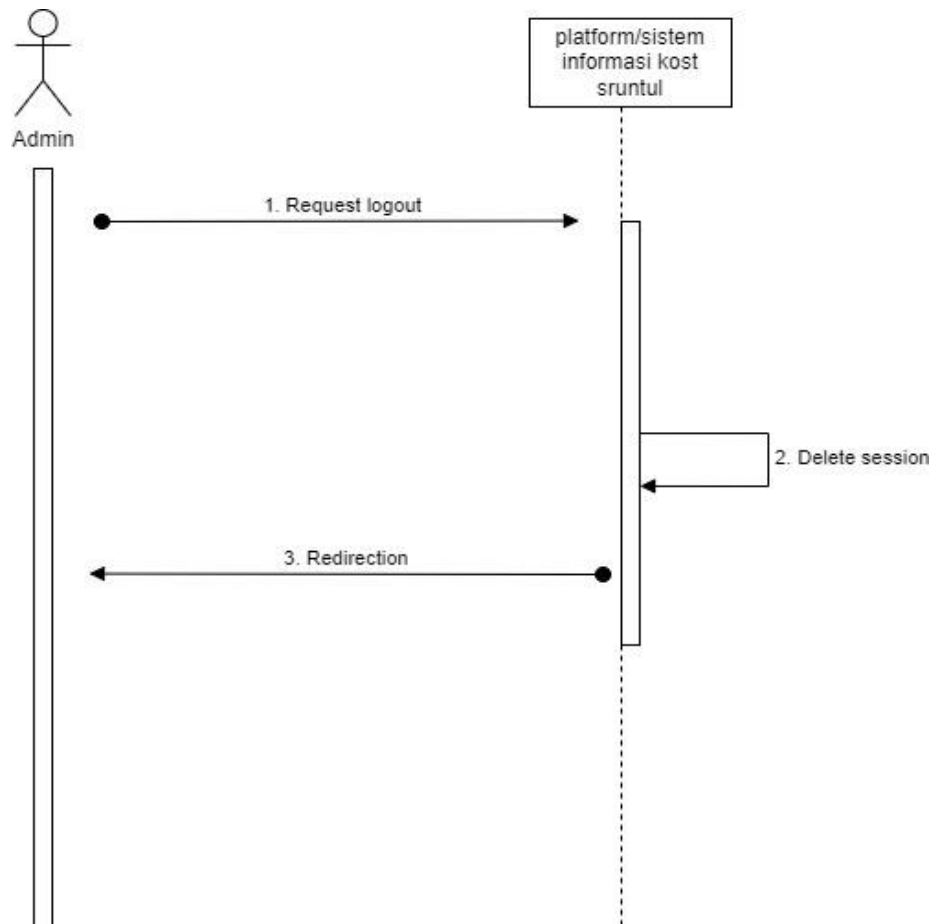 platform/sistem
informasi kost
sruntul
Admin
1. Request logout
2. Delete session
3. Redirection